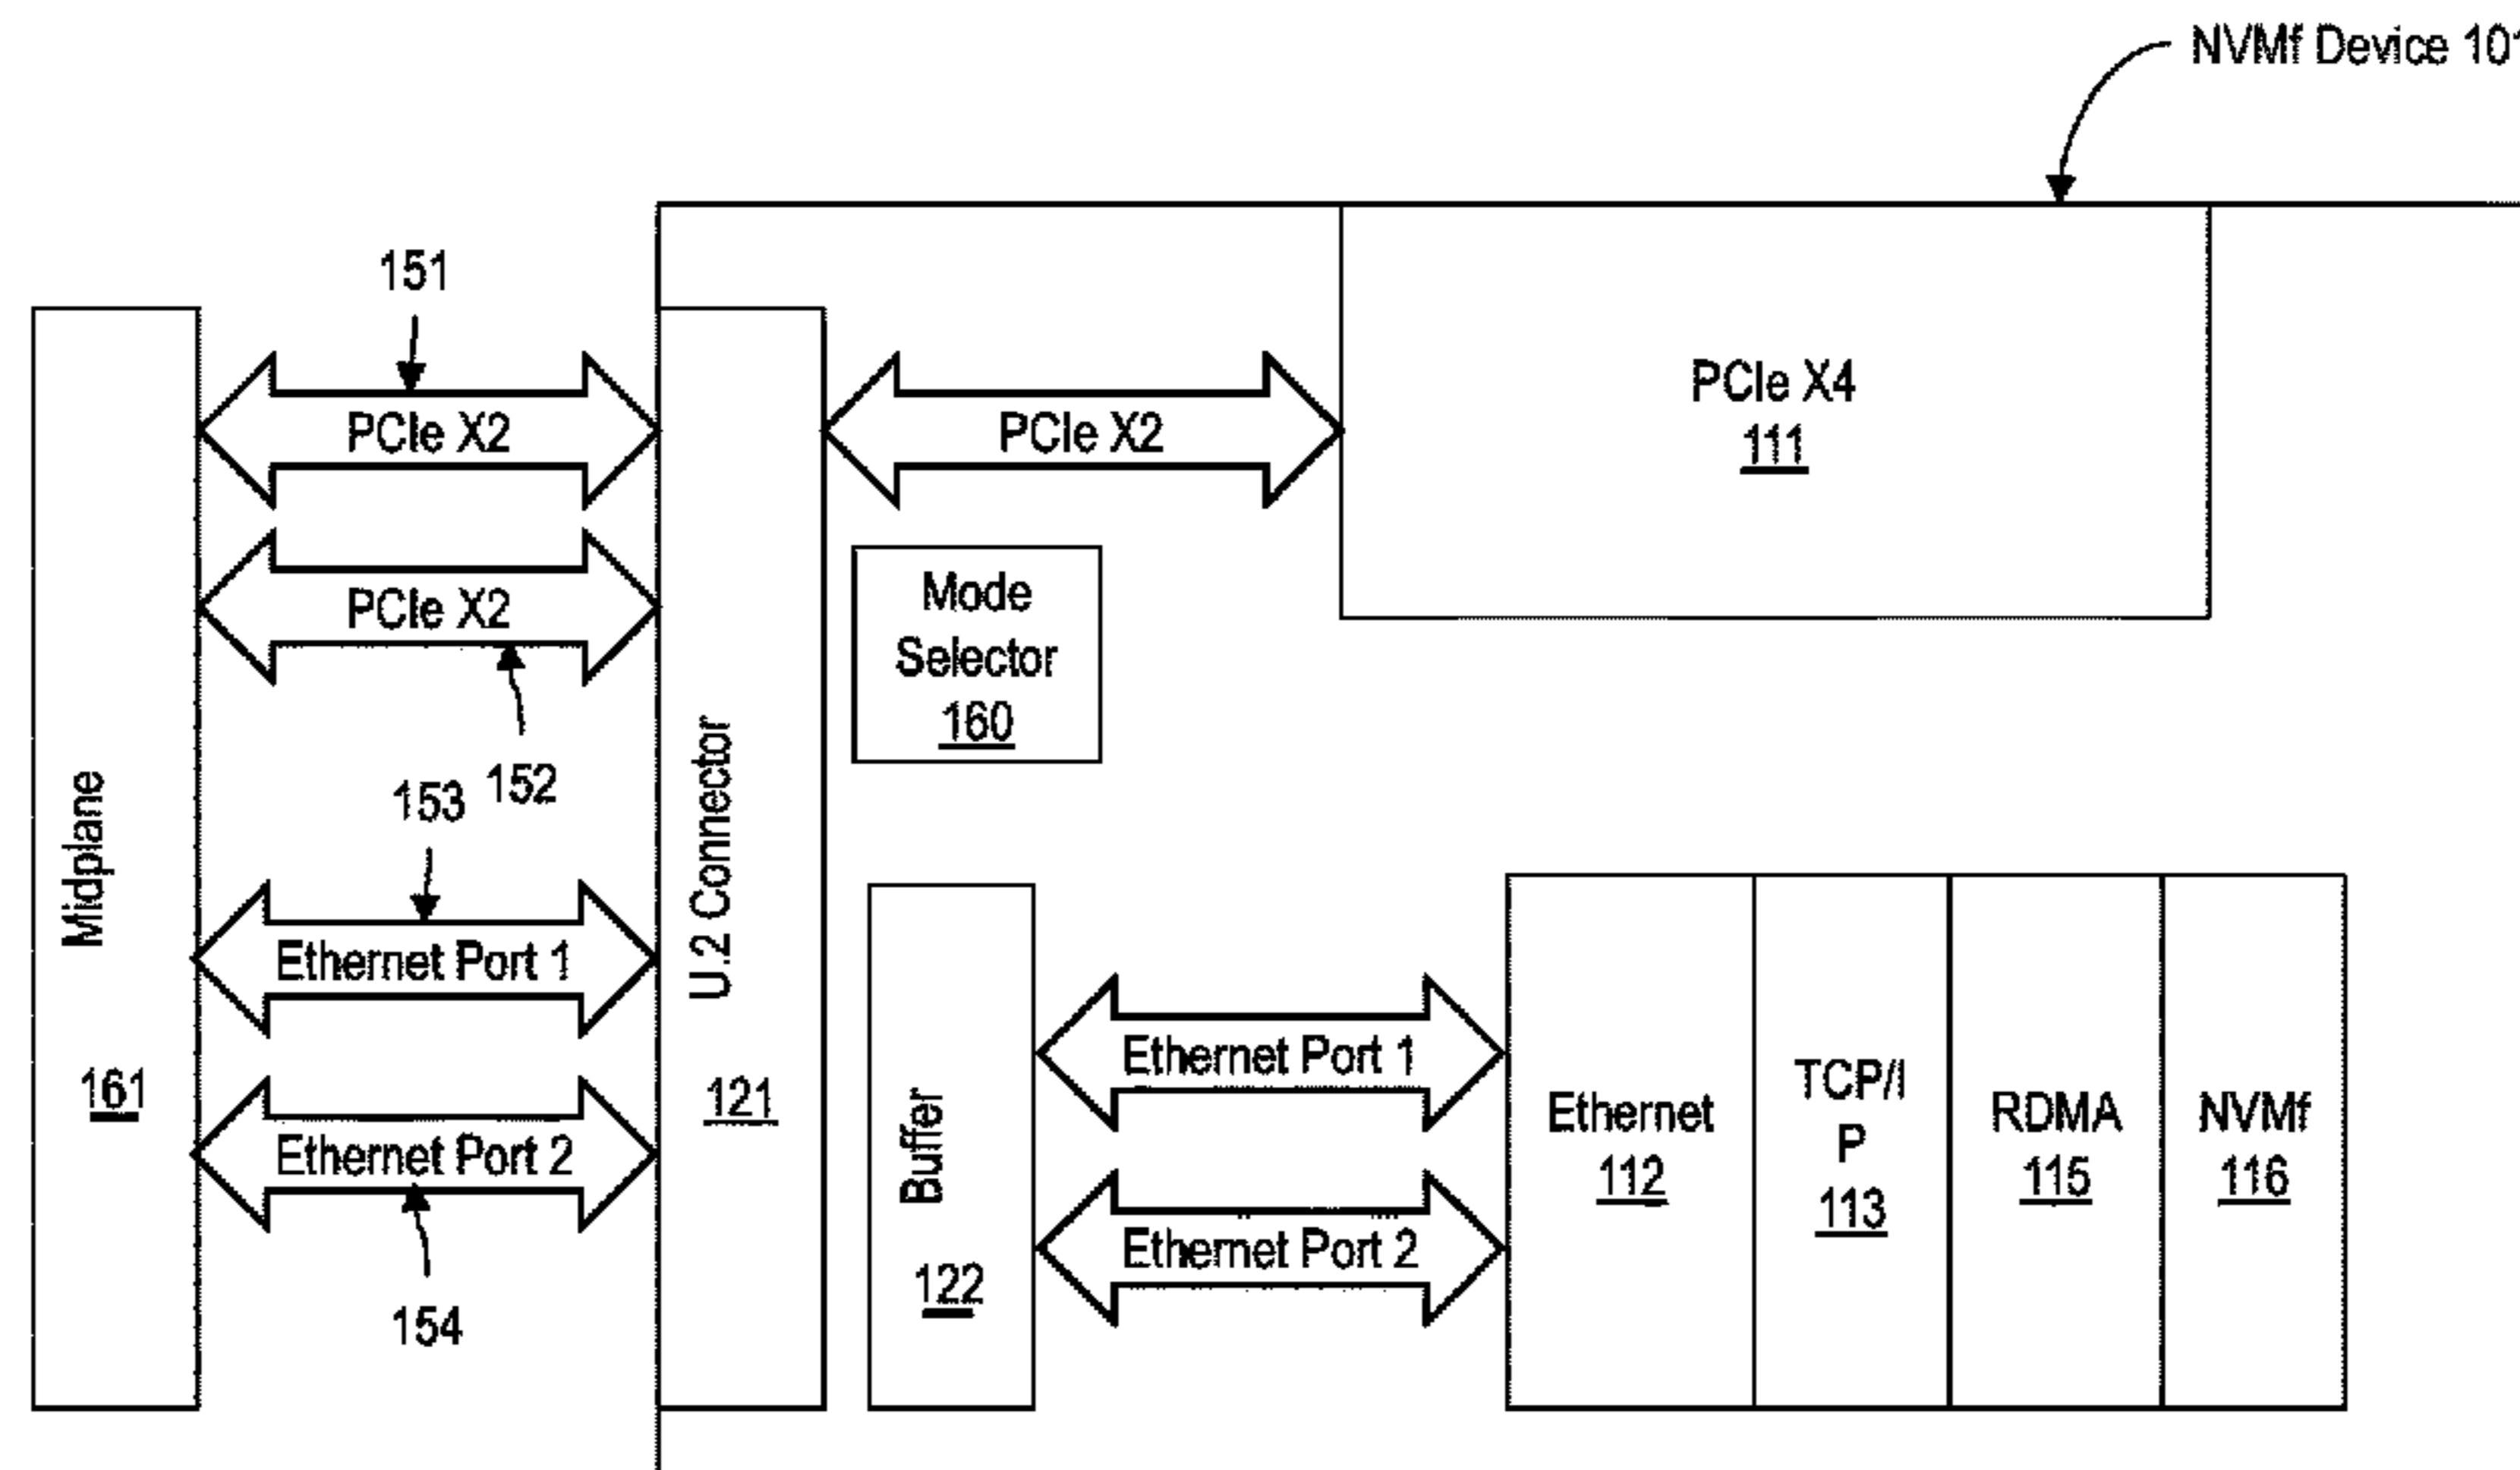 NVMf Device 101
151
PCIe X2
PCIe X2
PCIe X4
111
PCIe X2
Mode
Selector
160
152
153
Midplane
161
U.2 Connector
121
Ethernet Port 1
Ethernet Port 2
154
Buffer
122
Ethernet Port 1
Ethernet Port 2
Ethernet
112
TCP/I
P
113
RDMA
115
NVMf
116